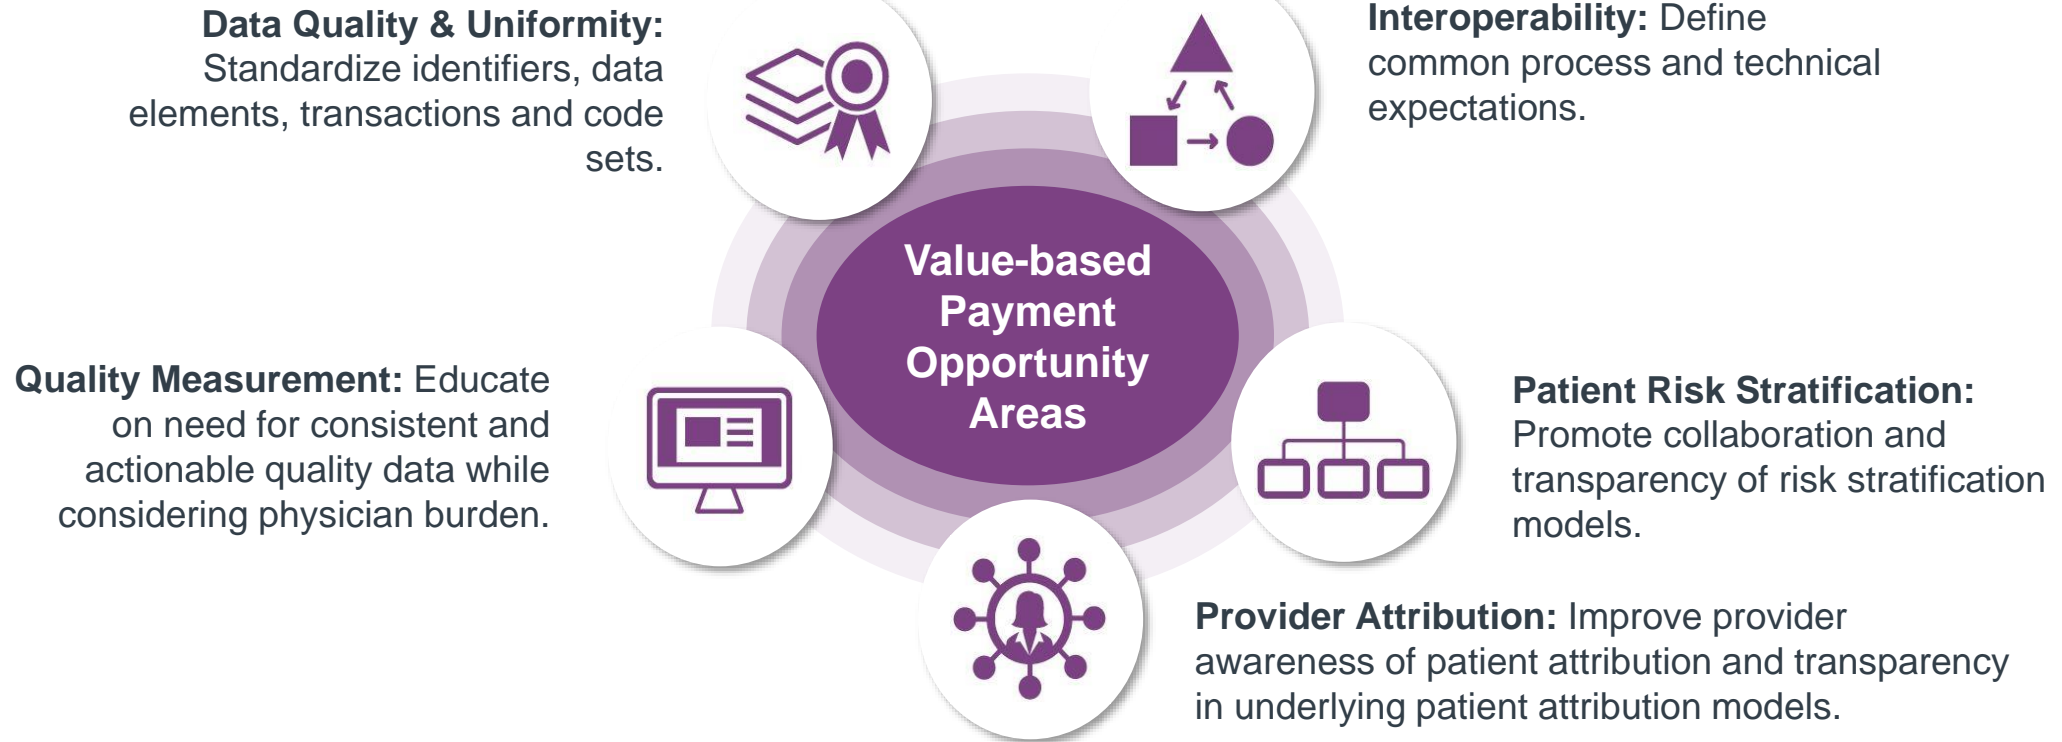 Data Quality & Uniformity:
Standardize identifiers, data
elements, transactions and code
sets.
Interoperability: Define
common process and technical
expectations.
Value-based
Payment
Opportunity
Areas
Quality Measurement: Educate
on need for consistent and
actionable quality data while
considering physician burden.
Patient Risk Stratification:
Promote collaboration and
transparency of risk stratification
models.
Provider Attribution: Improve provider
awareness of patient attribution and transparency
in underlying patient attribution models.